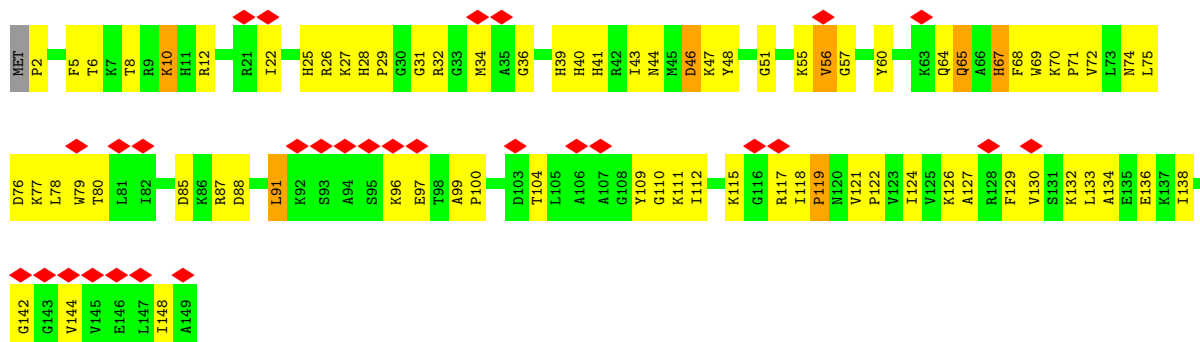 MET P2 F5 T6 K7 T8 R9 K10 H11 R12 R21 I22 H25 R26 K27 H28 P29 G30 G31 R32 G33 M34 A35 G36 H39 H40 H41 R42 I43 N44 M45 D46 K47 Y48 G51 K55 V56 G57 Y60 K63 Q64 Q65 A66 H67 F68 W69 K70 P71 V72 L73 N74 L75
D76 K77 L78 W79 T80 L81 I82 D85 K86 R87 D88 L91 K92 S93 A94 S95 K96 E97 T98 A99 P100 D103 T104 L105 A106 A107 G108 Y109 G110 K111 I112 K115 G116 R117 I118 P119 N120 V121 P122 V123 I124 V125 K126 A127 R128 F129 V130 S131 K132 L133 A134 E135 E136 K137 I138
G142 G143 V144 V145 E146 L147 I148 A149